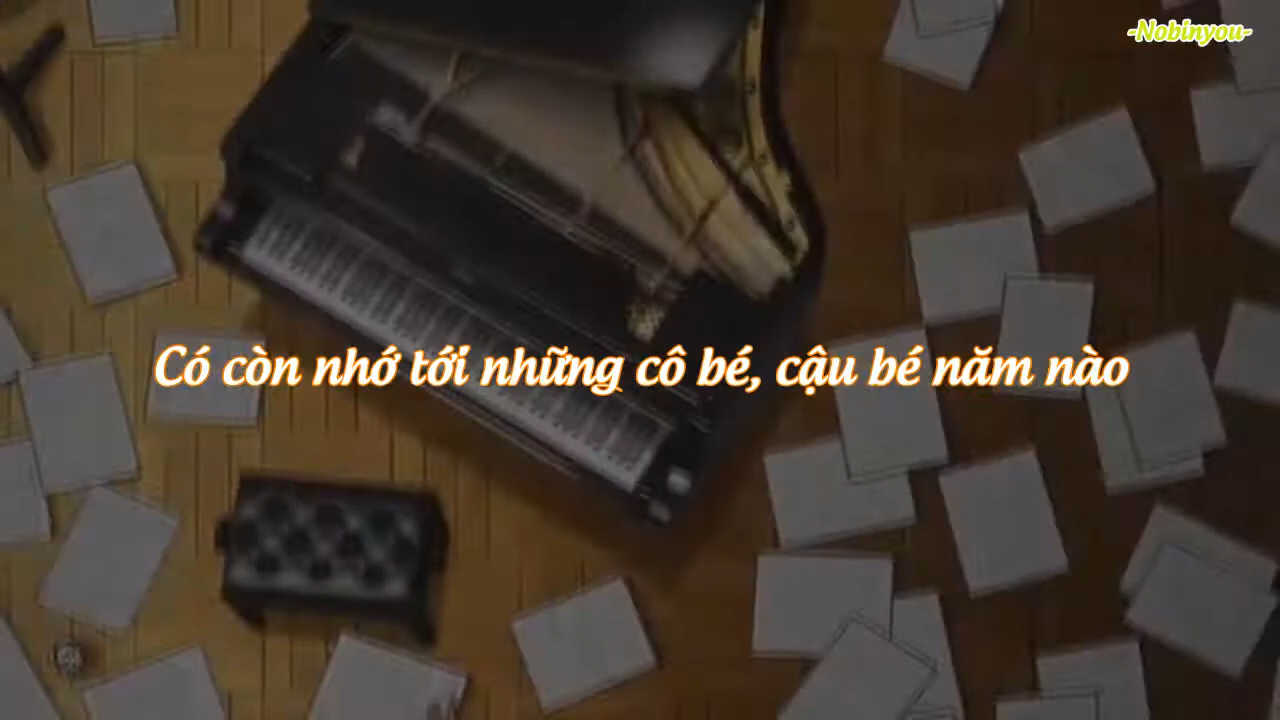 -Nobinyou-
Có còn nhớ tới những cô bé, cậu bé năm nào